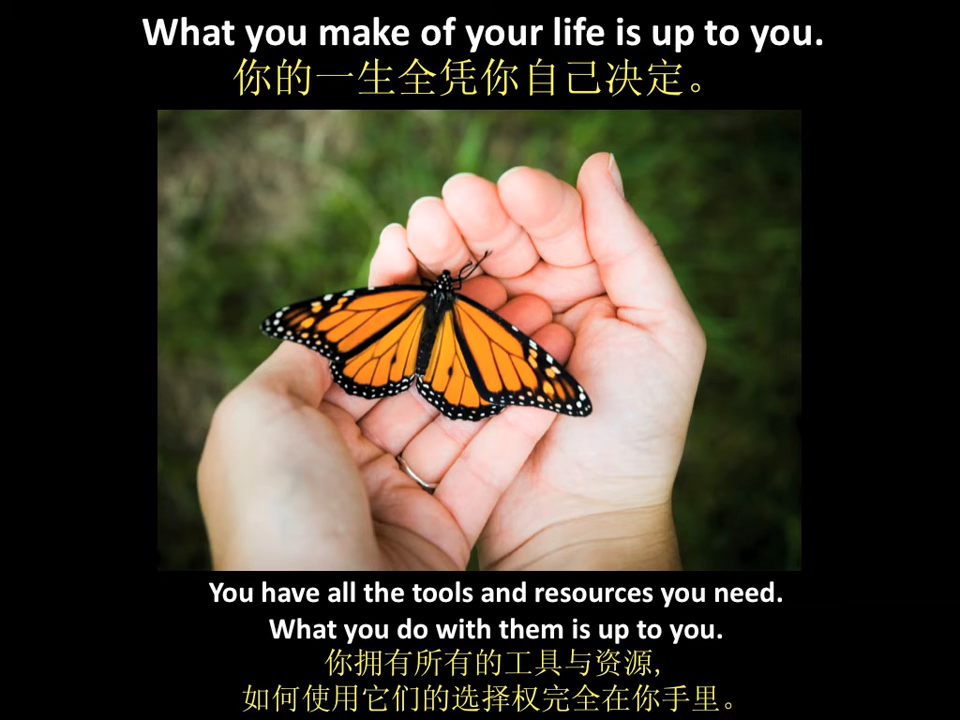 What you make of your life is up to you.
你的一生全凭你自己决定。
You have all the tools and resources you need.
What you do with them is up to you.
你拥有所有的工具与资源,
如何使用它们的选择权完全在你手里。